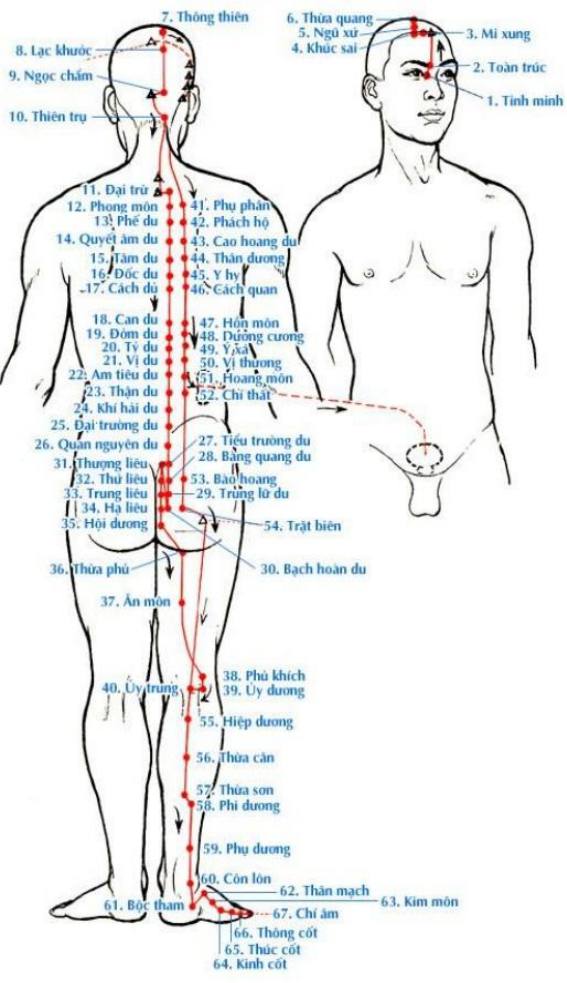 7. Thông thiên
8. Lạc khước
9. Ngọc chẩm
10. Thiên trụ
6. Thừa quang
5. Ngũ xứ
4. Khúc sai
3. Mi xung
2. Toàn trúc
1. Tinh minh
11. Đại trữ
12. Phong môn
13. Phế du
14. Quyết âm du
15. Tâm du
16. Đốc du
17. Cách du
18. Can du
19. Đởm du
20. Tỳ du
21. Vị du
22. Am tiêu du
23. Thận du
24. Khí hải du
25. Đại trường du
26. Quan nguyên du
31. Thượng liêu
32. Thứ liêu
33. Trung liêu
34. Hạ liêu
35. Hội dương
36. Thừa phù
37. Ân môn
40. Ủy trung
41. Phụ phân
42. Phách hộ
43. Cao hoang du
44. Thần dương
45. Y hy
46. Cách quan
47. Hồn môn
48. Dương cương
49. Ý xá
50. Vị thương
51. Hoang môn
52. Chí thất
27. Tiểu trường du
28. Bàng quang du
53. Bào hoang
29. Trung lữ du
54. Trật biên
30. Bạch hoàn du
38. Phù khích
39. Ủy dương
55. Hiệp dương
56. Thừa cân
57. Thừa sơn
58. Phi dương
59. Phụ dương
60. Côn lôn
61. Bộc tham
62. Thân mạch
63. Kim môn
67. Chí âm
66. Thông cốt
65. Thúc cốt
64. Kinh cốt